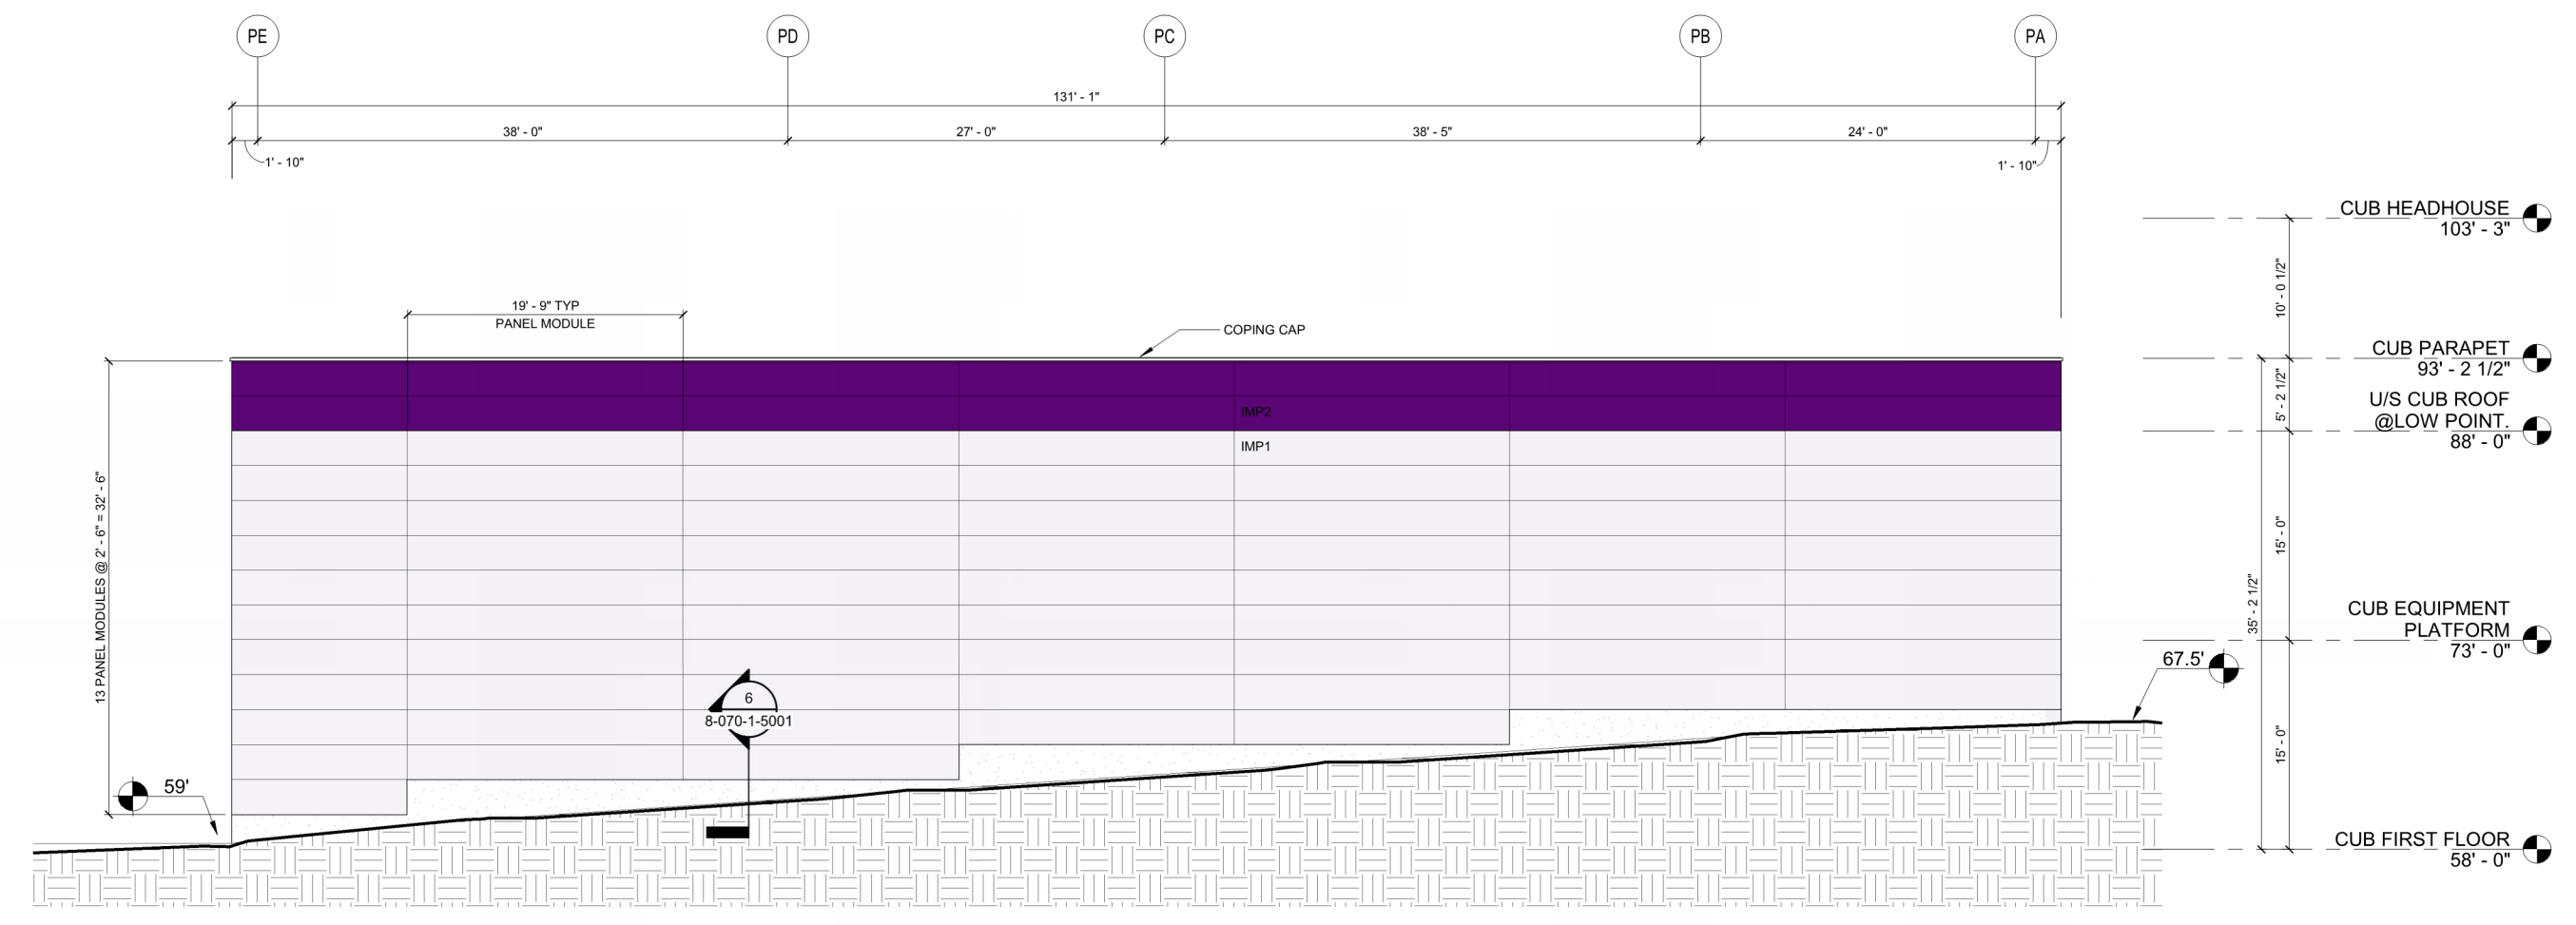 PE
PD
PC
PB
PA
131' - 1"
38' - 0"
27' - 0"
38' - 5"
24' - 0"
1' - 10"
1' - 10"
CUB HEADHOUSE
103' - 3"
10' - 0 1/2"
19' - 9" TYP
PANEL MODULE
COPING CAP
CUB PARAPET
93' - 2 1/2"
5' - 2 1/2"
U/S CUB ROOF
@LOW POINT.
88' - 0"
IMP2
IMP1
13 PANEL MODULES @ 2' - 6" = 32' - 6"
15' - 0"
35' - 2 1/2"
CUB EQUIPMENT
PLATFORM
73' - 0"
67.5'
6
8-070-1-5001
15' - 0"
59'
CUB FIRST FLOOR
58' - 0"